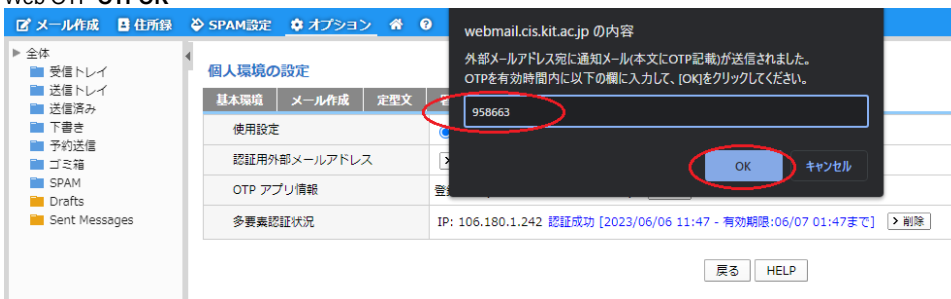 メール作成 住所録 SPAM設定 オプション
webmail.cis.kit.ac.jp の内容
外部メールアドレス宛に通知メール(本文にOTP記載)が送信されました。
OTPを有効時間内に以下の欄に入力して、[OK]をクリックしてください。
958663
OK キャンセル
全体
受信トレイ
送信トレイ
送信済み
下書き
予約送信
ゴミ箱
SPAM
Drafts
Sent Messages
個人環境の設定
基本環境 メール作成 定型文
使用設定
認証用外部メールアドレス
OTP アプリ情報
多要素認証状況 IP: 106.180.1.242 認証成功 [2023/06/06 11:47 - 有効期限:06/07 01:47まで] 削除
戻る HELP